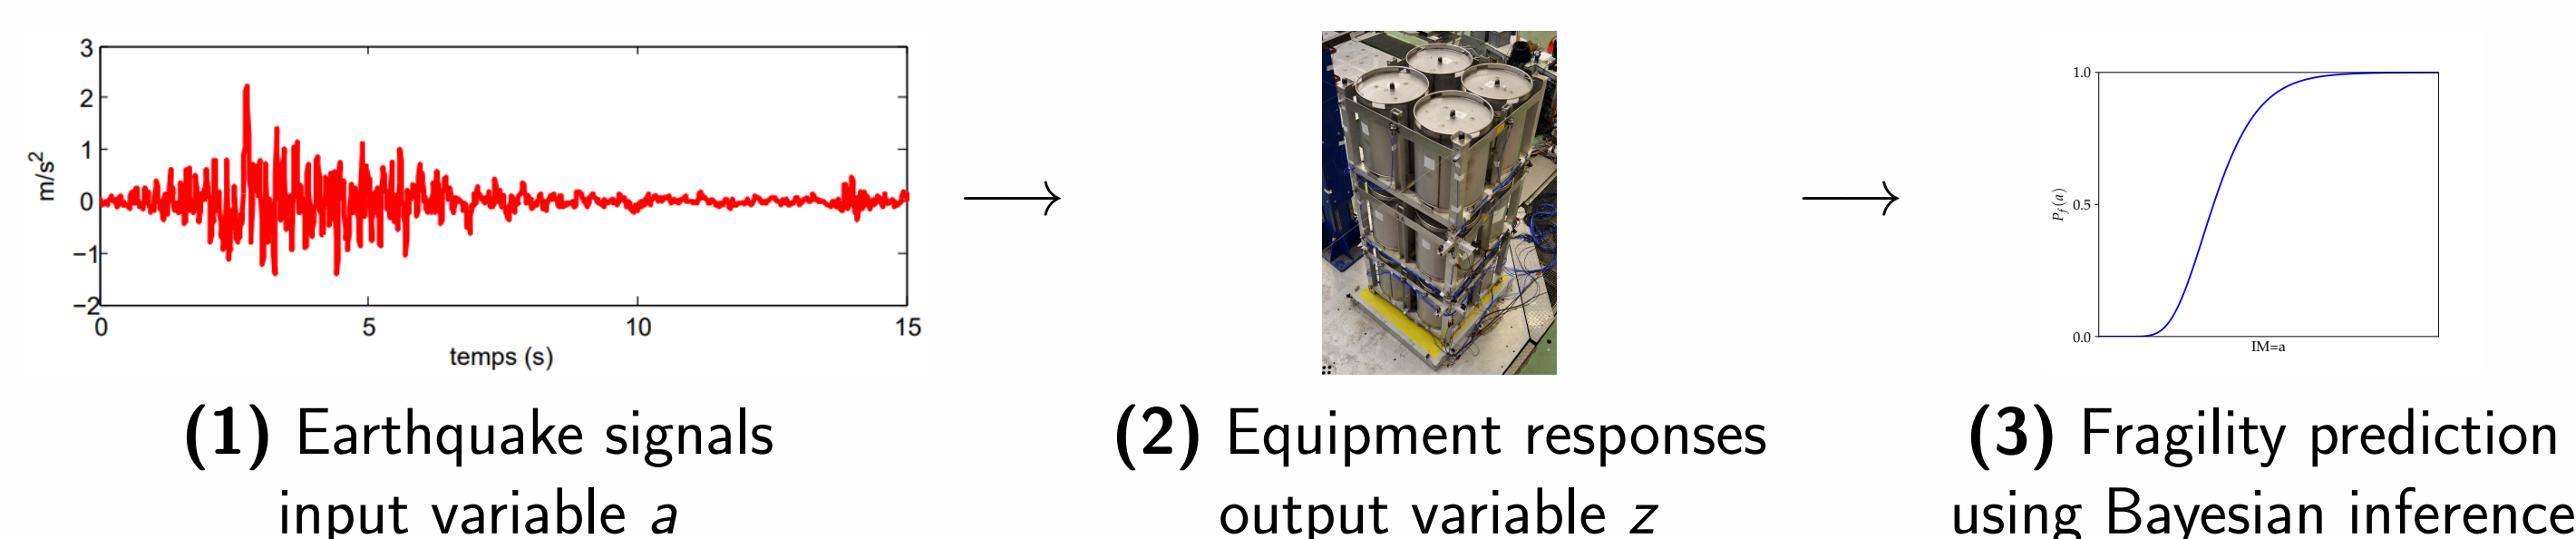 3
2
1
0
−1
−2
m/s²
0
5
10
15
temps (s)
1.0
0.5
0.0
P_f(a)
IM=a
(1) Earthquake signals
input variable a
(2) Equipment responses
output variable z
(3) Fragility prediction
using Bayesian inference